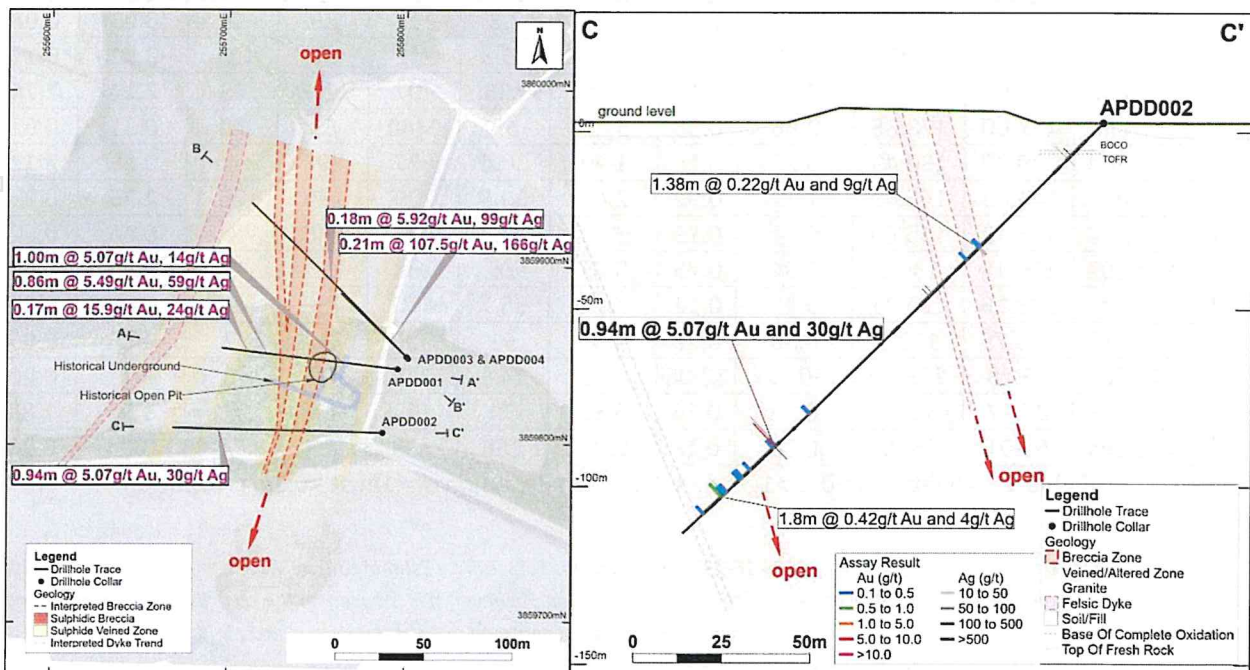 255600mE
255700mE
255800mE
N
open
3860000mN
B
0.18m @ 5.92g/t Au, 99g/t Ag
0.21m @ 107.5g/t Au, 166g/t Ag
1.00m @ 5.07g/t Au, 14g/t Ag
0.86m @ 5.49g/t Au, 59g/t Ag
0.17m @ 15.9g/t Au, 24g/t Ag
3859900mN
A
Historical Underground
Historical Open Pit
APDD003 & APDD004
APDD001
A'
B'
C
APDD002
C'
3859800mN
0.94m @ 5.07g/t Au, 30g/t Ag
open
Legend
Drillhole Trace
Drillhole Collar
Geology
Interpreted Breccia Zone
Sulphidic Breccia
Sulphide Veined Zone
Interpreted Dyke Trend
3859700mN
0 50 100m
C
C'
ground level
0m
APDD002
BOCO
TOFR
1.38m @ 0.22g/t Au and 9g/t Ag
-50m
0.94m @ 5.07g/t Au and 30g/t Ag
-100m
1.8m @ 0.42g/t Au and 4g/t Ag
open
open
-150m
Assay Result
Au (g/t) Ag (g/t)
0.1 to 0.5 10 to 50
0.5 to 1.0 50 to 100
1.0 to 5.0 100 to 500
5.0 to 10.0 >500
>10.0
0 25 50m
Legend
Drillhole Trace
Drillhole Collar
Geology
Breccia Zone
Veined/Altered Zone
Granite
Felsic Dyke
Soil/Fill
Base Of Complete Oxidation
Top Of Fresh Rock